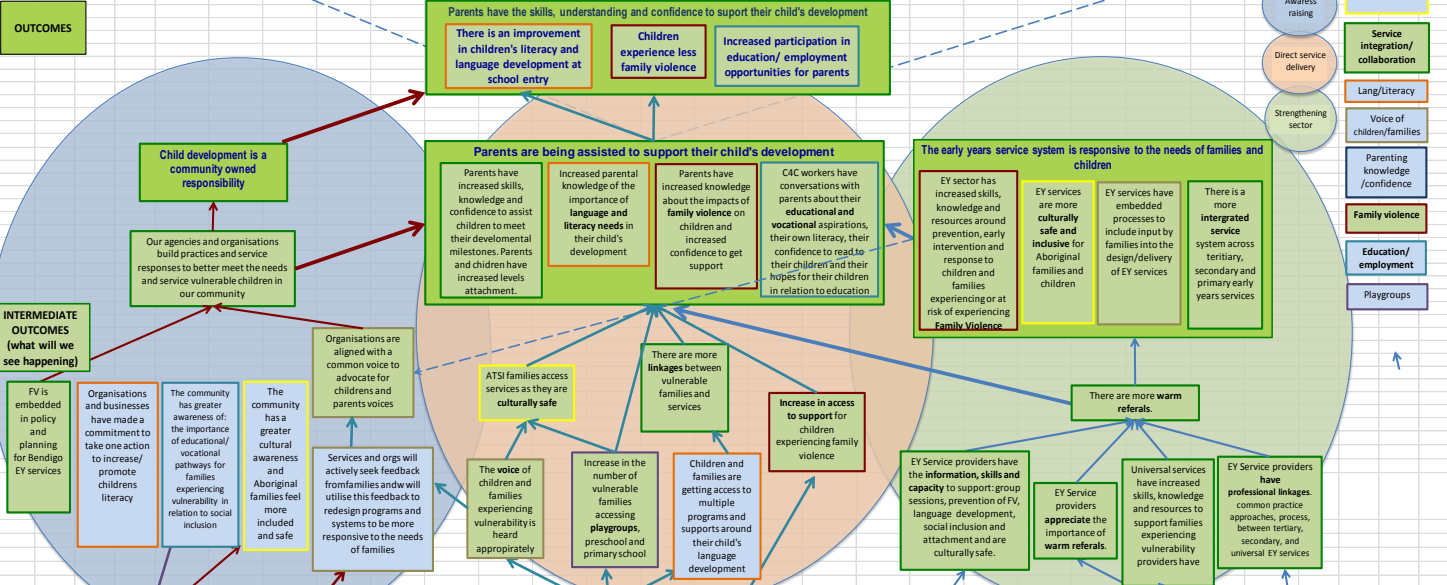 OUTCOMES
Parents have the skills, understanding and confidence to suport their child's development
There is an improvement
in children's literacy and
language development at
school entry
Children
experience less
family violence
Increased participation in
education/ employment
opportunities for parents
Awaress
raising
Direct service
delivery
Strengthening
sector
Service
integration/
collaboration
Lang/Literacy
Voice of
children/families
Parenting
knowledge
/confidence
Family violence
Education/
employment
Playgroups
Child development is a
community owned
responsibility
Our agencies and organisations
build practices and service
responses to better meet the needs
and service vulnerable children in
our community
Parents are being assisted to support their child's development
Parents have
increased skills,
knowledge and
confidence to assist
children to meet
their develomental
milestones. Parents
and chidren have
increased levels
attachment.
Increased parental
knowledge of the
importance of
language and
literacy needs in
their child's
development
Parents have
increased knowledge
about the impacts of
family violence on
children and
increased
confidence to get
support
C4C workers have
conversations with
parents about their
educational and
vocational aspirations,
their own literacy, their
confidence to read to
their children and their
hopes for their children
in relation to education
The early years service system is responsive to the needs of families and
children
EY sector has
increased skills,
knowledge and
resources around
prevention, early
intervention and
response to
children and
families
experiencing or at
risk of experiencing
Family Violence
EY services
are more
culturally
safe and
inclusive for
Aboriginal
families and
children
EY services have
embedded
processes to
include input by
families into the
design/delivery
of EY services
There is a
more
intergrated
service
system across
tertitiary,
secondary and
primary early
years services
INTERMEDIATE
OUTCOMES
(what will we
see happening)
FV is
embedded
in policy
and
planning
for Bendigo
EY services
Organisations
and businesses
have made a
commitment to
take one action
to increase/
promote
childrens
literacy
The community
has greater
awareness of:
the importance
of educational/
vocational
pathways for
families
experiencing
vulnerability in
relation to social
inclusion
The
community
has a
greater
cultural
awareness
and
Aboriginal
families feel
more
included
and safe
Organisations are
aligned with a
common voice to
advocate for
childrens and
parents voices
Services and orgs will
actively seek feedback
fromfamilies andw will
utilise this feedback to
redesign programs and
systems to be more
responsive to the needs
of families
ATSI families access
services as they are
culturally safe
There are more
linkages between
vulnerable
families and
services
Increase in access
to support for
children
experiencing family
violence
The voice of
children and
families
experiencing
vulnerability is
heard
appropirately
Increase in the
number of
vulnerable
families
accessing
playgroups,
preschool and
primary school
Children and
families are
getting access to
multiple
programs and
supports around
their child's
language
development
There are more warm
referrals.
EY Service providers have
the information, skills and
capacity to support: group
sessions, prevention of FV,
language development,
social inclusion and
attachment and are
culturally safe.
EY Service
providers
appreciate the
importance of
warm referrals.
Universal services
have increased
skills, knowledge
and resources to
support families
experiencing
vulnerability
providers have
EY Service providers
have
professional linkages.
common practice
approaches, process,
between tertiary,
secondary, and
universal EY services